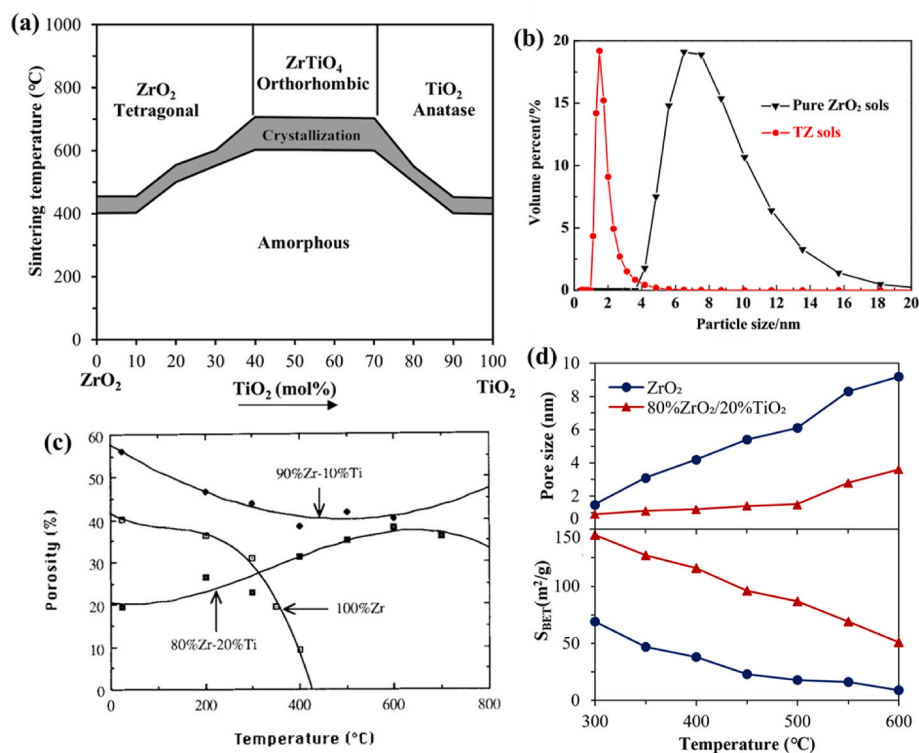 (a)
1000
800
600
400
200
0
Sintering temperature (℃)
ZrO₂
Tetragonal
ZrTiO₄
Orthorhombic
TiO₂
Anatase
Crystallization
Amorphous
0 10 20 30 40 50 60 70 80 90 100
ZrO₂ TiO₂ (mol%) TiO₂
(b)
20
15
10
5
0
Volume percent/%
Pure ZrO₂ sols
TZ sols
0 2 4 6 8 10 12 14 16 18 20
Particle size/nm
(c)
60
50
40
30
20
10
0
Porosity (%)
90%Zr-10%Ti
100%Zr
80%Zr-20%Ti
0 200 400 600 800
Temperature (°C)
(d)
10
8
6
4
2
0
Pore size (nm)
ZrO₂
80%ZrO₂/20%TiO₂
150
100
50
0
S_BET(m²/g)
300 400 500 600
Temperature (℃)